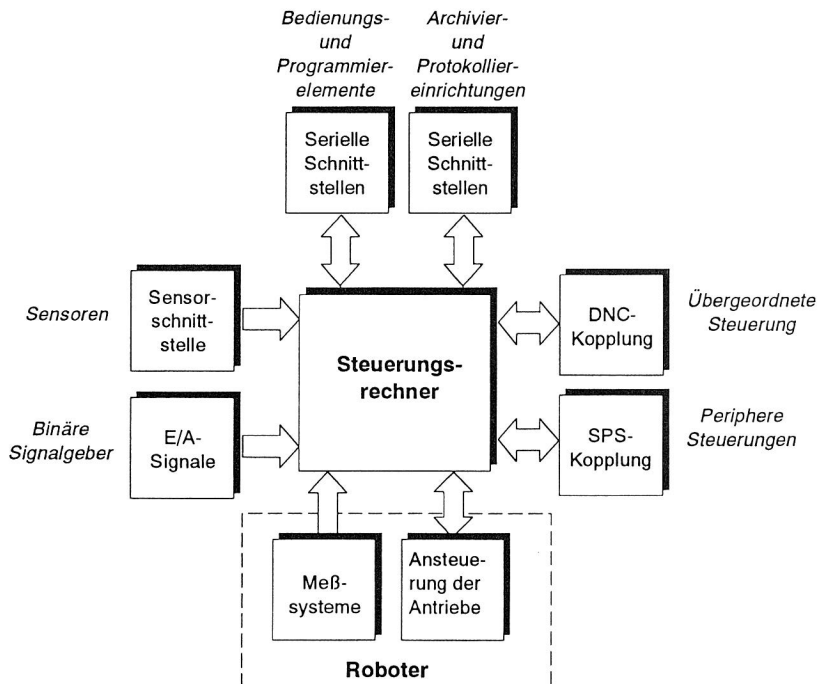 Bedienungs-
und
Programmier-
elemente
Archivier-
und
Protokollier-
einrichtungen
Serielle
Schnitt-
stellen
Serielle
Schnitt-
stellen
Sensoren
Sensor-
schnitt-
stelle
Steuerungs-
rechner
DNC-
Kopplung
Übergeordnete
Steuerung
Binäre
Signalgeber
E/A-
Signale
SPS-
Kopplung
Periphere
Steuerungen
Meß-
systeme
Ansteue-
rung der
Antriebe
Roboter